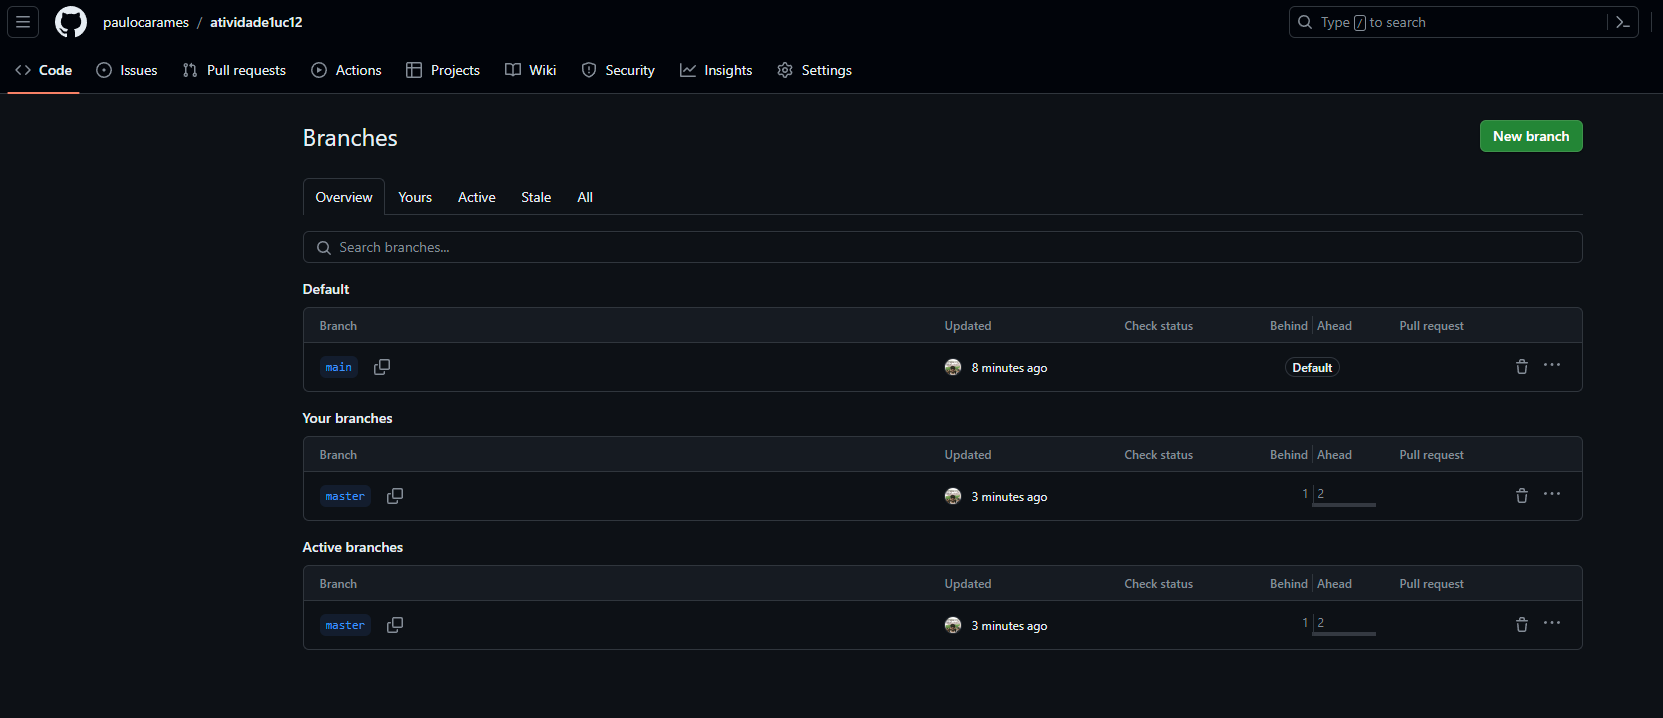 paulocarames / atividade1uc12
Type / to search
Code Issues Pull requests Actions Projects Wiki Security Insights Settings
Branches
New branch
Overview Yours Active Stale All
Search branches...
Default
Branch Updated Check status Behind Ahead Pull request
main 8 minutes ago Default
Your branches
Branch Updated Check status Behind Ahead Pull request
master 3 minutes ago 1 2
Active branches
Branch Updated Check status Behind Ahead Pull request
master 3 minutes ago 1 2